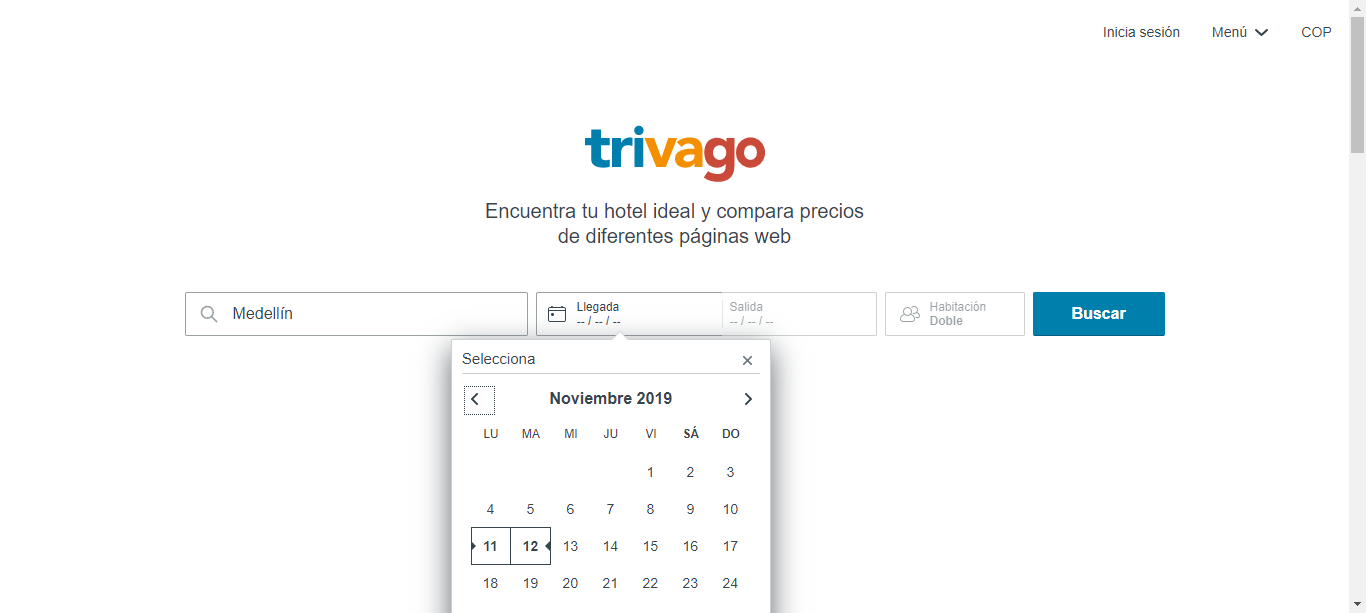 Inicia sesión Menú COP
trivago
Encuentra tu hotel ideal y compara precios
de diferentes páginas web
Medellín
Llegada
-- / -- / --
Salida
-- / -- / --
Habitación
Doble
Buscar
Selecciona
Noviembre 2019
LU MA MI JU VI SÁ DO
1 2 3
4 5 6 7 8 9 10
11 12 13 14 15 16 17
18 19 20 21 22 23 24